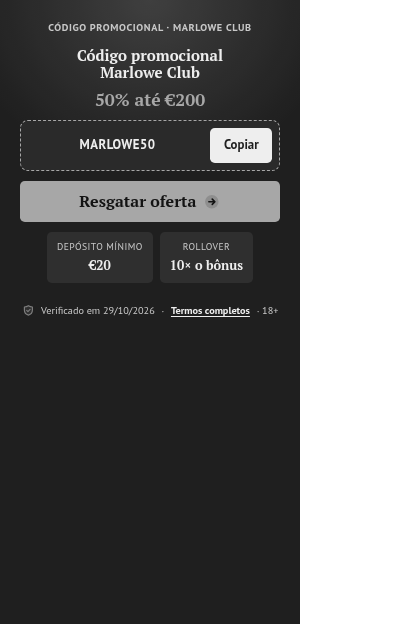 CÓDIGO PROMOCIONAL · MARLOWE CLUB
Código promocional
Marlowe Club
50% até €200
MARLOWE50
Copiar
Resgatar oferta
DEPÓSITO MÍNIMO
€20
ROLLOVER
10× o bônus
Verificado em 29/10/2026 · Termos completos · 18+